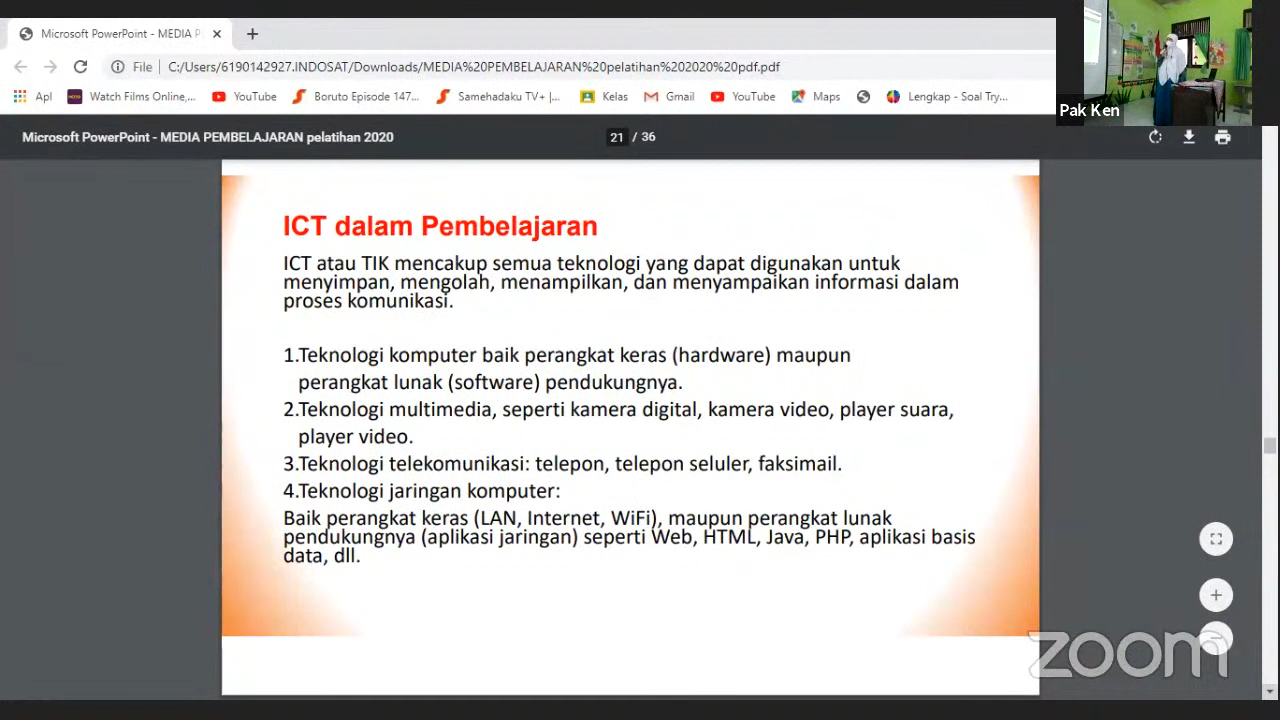 Microsoft PowerPoint - MEDIA P
File
C:/Users/6190142927.INDOSAT/Downloads/MEDIA%20PEMBELAJARAN%20pelatihan%202020%20pdf.pdf
Apl
Watch Films Online,...
YouTube
Boruto Episode 147...
Samehadaku TV+ |...
Kelas
Gmail
YouTube
Maps
Lengkap - Soal Try...
Pak Ken
Microsoft PowerPoint - MEDIA PEMBELAJARAN pelatihan 2020
21 / 36
ICT dalam Pembelajaran
ICT atau TIK mencakup semua teknologi yang dapat digunakan untuk
menyimpan, mengolah, menampilkan, dan menyampaikan informasi dalam
proses komunikasi.
1.Teknologi komputer baik perangkat keras (hardware) maupun
perangkat lunak (software) pendukungnya.
2.Teknologi multimedia, seperti kamera digital, kamera video, player suara,
player video.
3.Teknologi telekomunikasi: telepon, telepon seluler, faksimail.
4.Teknologi jaringan komputer:
Baik perangkat keras (LAN, Internet, WiFi), maupun perangkat lunak
pendukungnya (aplikasi jaringan) seperti Web, HTML, Java, PHP, aplikasi basis
data, dll.
zoom